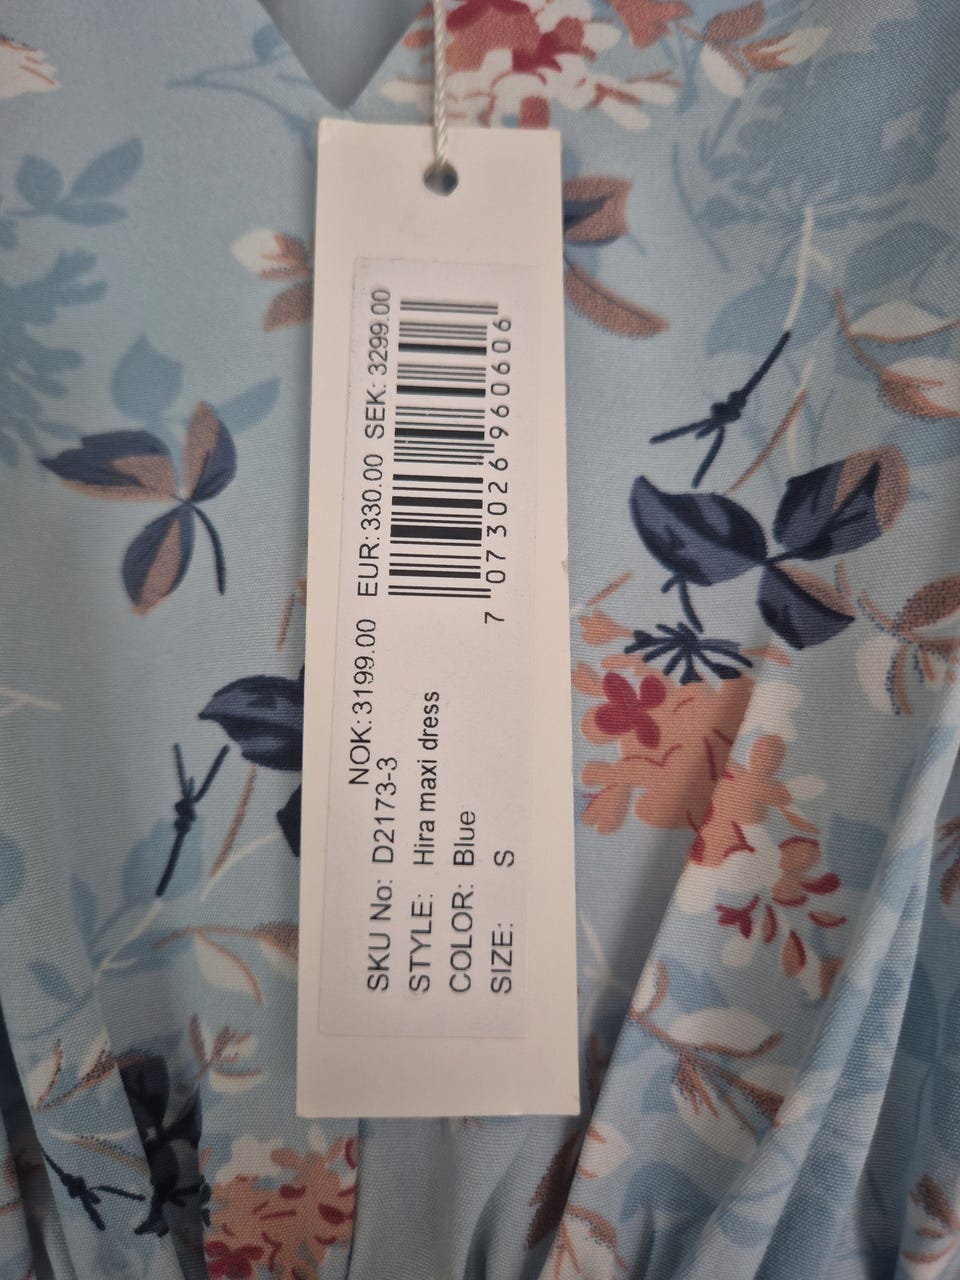 NOK:3199.00 EUR:330.00 SEK:3299.00
SKU No: D2173-3
STYLE: Hira maxi dress
COLOR: Blue
SIZE: S
7 073026 960606